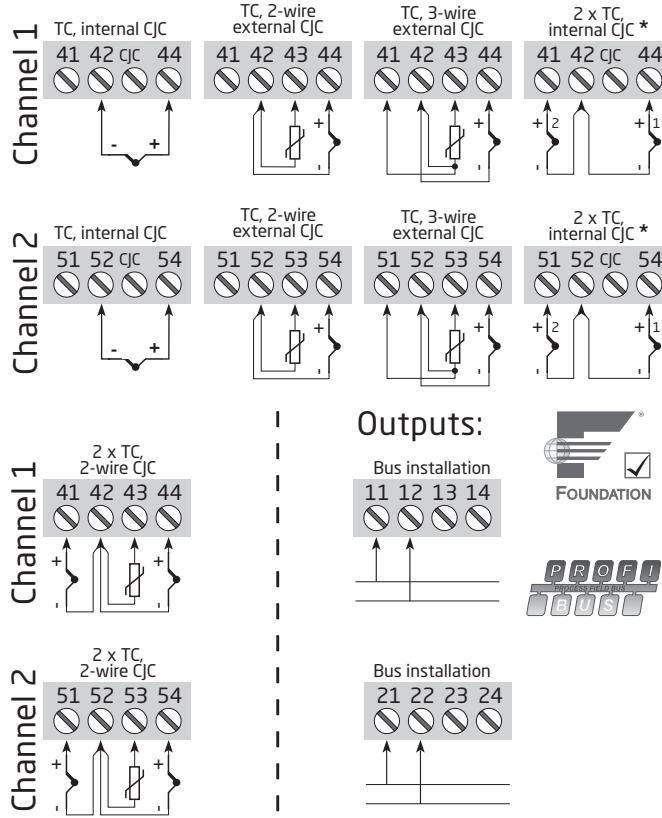 Channel 1
TC, internal CJC
41 42 CJC 44
- +
TC, 2-wire
external CJC
41 42 43 44
+
-
TC, 3-wire
external CJC
41 42 43 44
+
-
2 x TC,
internal CJC *
41 42 CJC 44
+ 2 + 1
- -
Channel 2
TC, internal CJC
51 52 CJC 54
- +
TC, 2-wire
external CJC
51 52 53 54
+
-
TC, 3-wire
external CJC
51 52 53 54
+
-
2 x TC,
internal CJC *
51 52 CJC 54
+ 2 + 1
- -
Channel 1
2 x TC,
2-wire CJC
41 42 43 44
+ +
- -
Outputs:
Bus installation
11 12 13 14
®
FOUNDATION
PROFI
PROCESS FIELD BUS
BUS
Channel 2
2 x TC,
2-wire CJC
51 52 53 54
+ +
- -
Bus installation
21 22 23 24